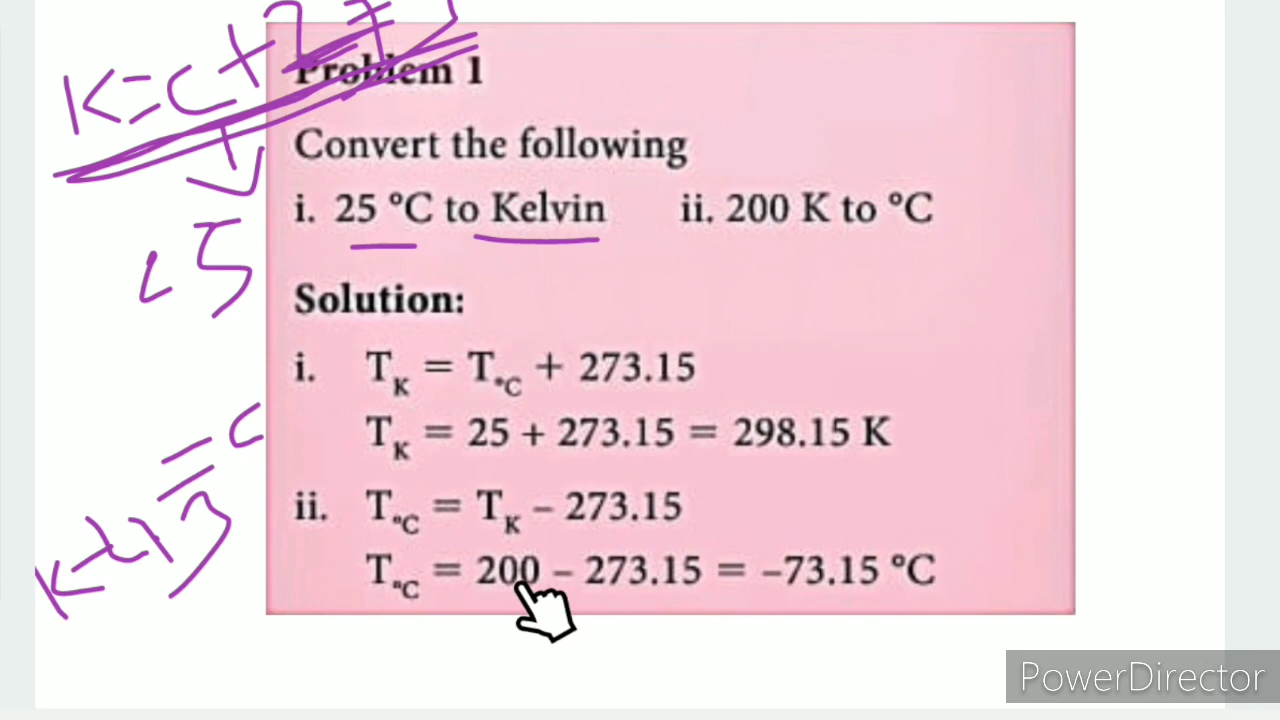 K=C+273
Problem 1
Convert the following
i. 25 °C to Kelvin ii. 200 K to °C
25
Solution:
i. T_K = T_°C + 273.15
T_K = 25 + 273.15 = 298.15 K
K-273=C
ii. T_°C = T_K – 273.15
T_°C = 200 – 273.15 = –73.15 °C
PowerDirector